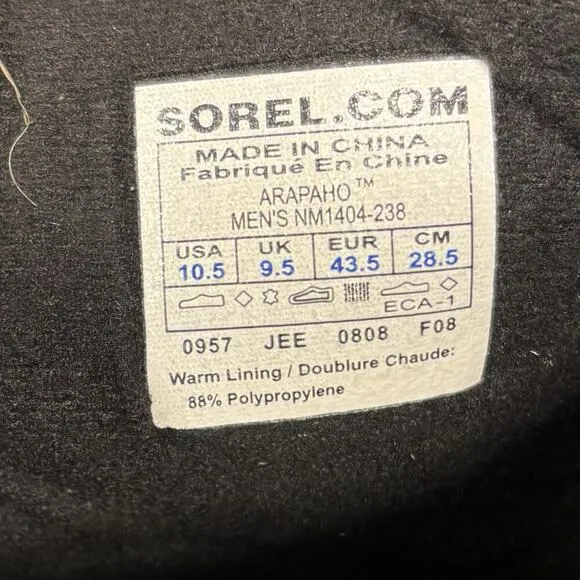 SOREL.COM
MADE IN CHINA
Fabriqué En Chine
ARAPAHO™
MEN'S NM1404-238
USA UK EUR CM
10.5 9.5 43.5 28.5
ECA-1
0957 JEE 0808 F08
Warm Lining / Doublure Chaude:
88% Polypropylene